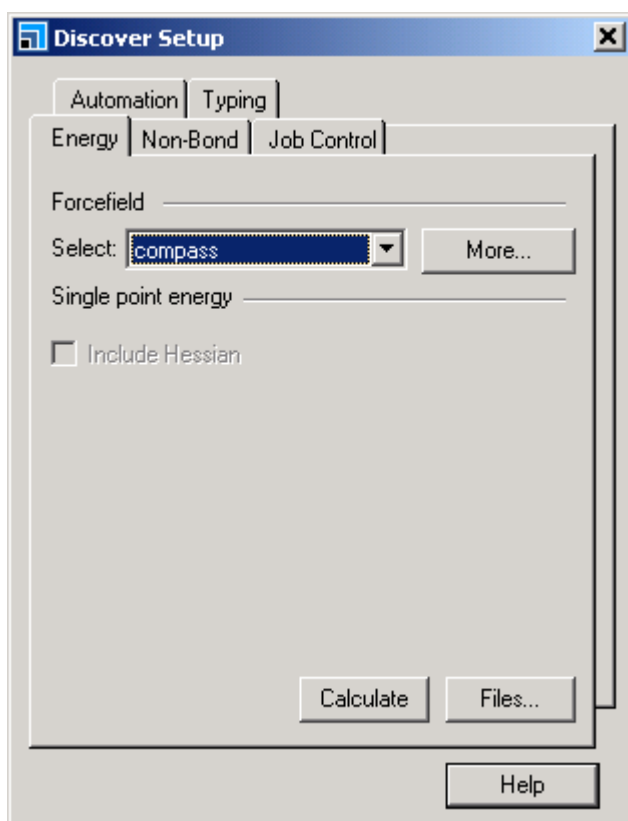 Discover Setup
Automation Typing
Energy Non-Bond Job Control
Forcefield
Select: compass More...
Single point energy
Include Hessian
Calculate Files...
Help